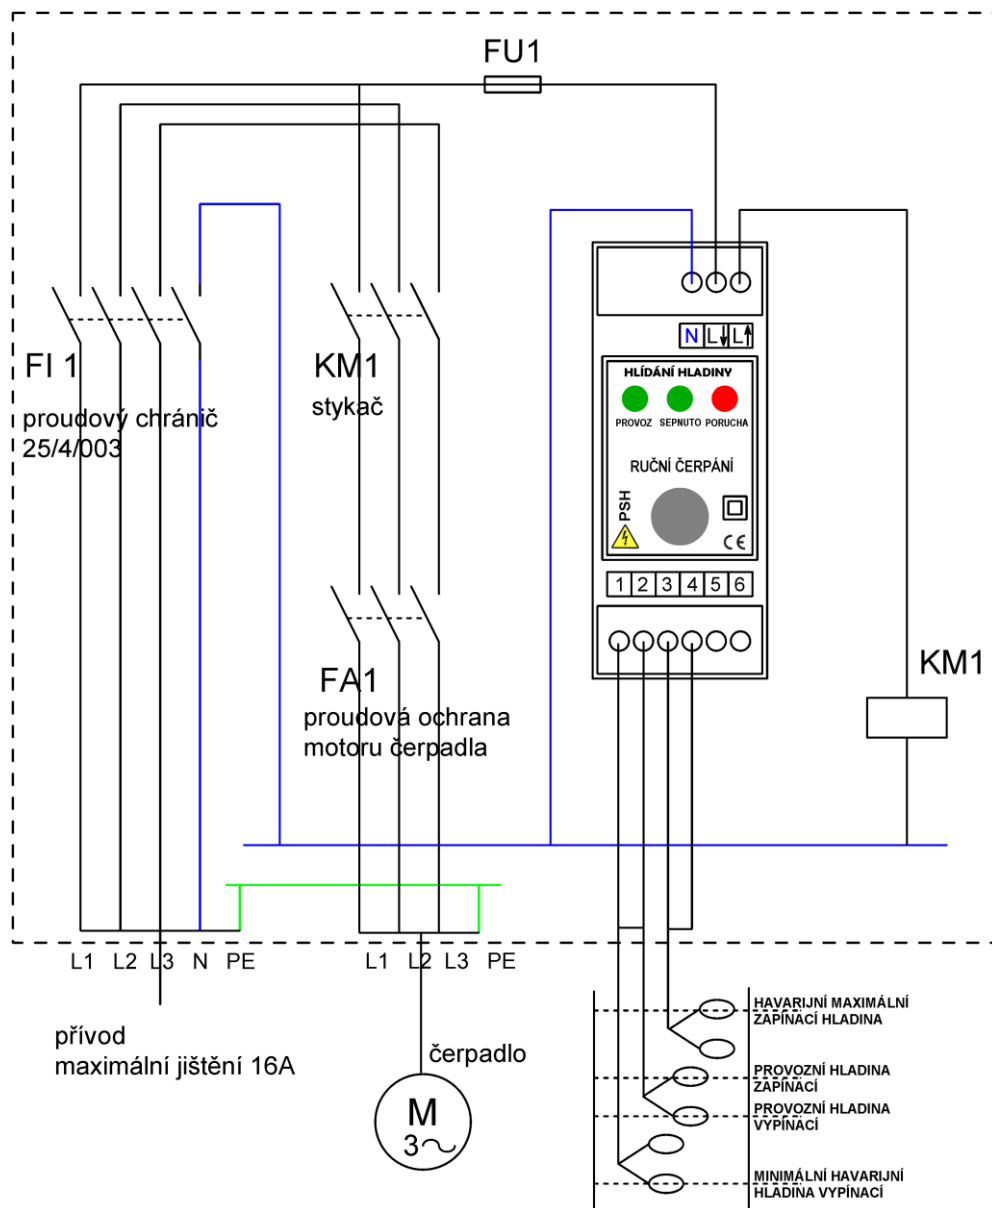 FU1
FI 1
proudový chránič
25/4/003
KM1
stykač
N L L
HLÍDÁNÍ HLADINY
PROVOZ SEPNUTO PORUCHA
RUČNÍ ČERPÁNÍ
PSH
CE
1 2 3 4 5 6
KM1
FA1
proudová ochrana
motoru čerpadla
L1 L2 L3 N PE
L1 L2 L3 PE
přívod
maximální jištění 16A
čerpadlo
M
3~
HAVARIJNÍ MAXIMÁLNÍ
ZAPÍNACÍ HLADINA
PROVOZNÍ HLADINA
ZAPÍNACÍ
PROVOZNÍ HLADINA
VYPÍNACÍ
MINIMÁLNÍ HAVARIJNÍ
HLADINA VYPÍNACÍ